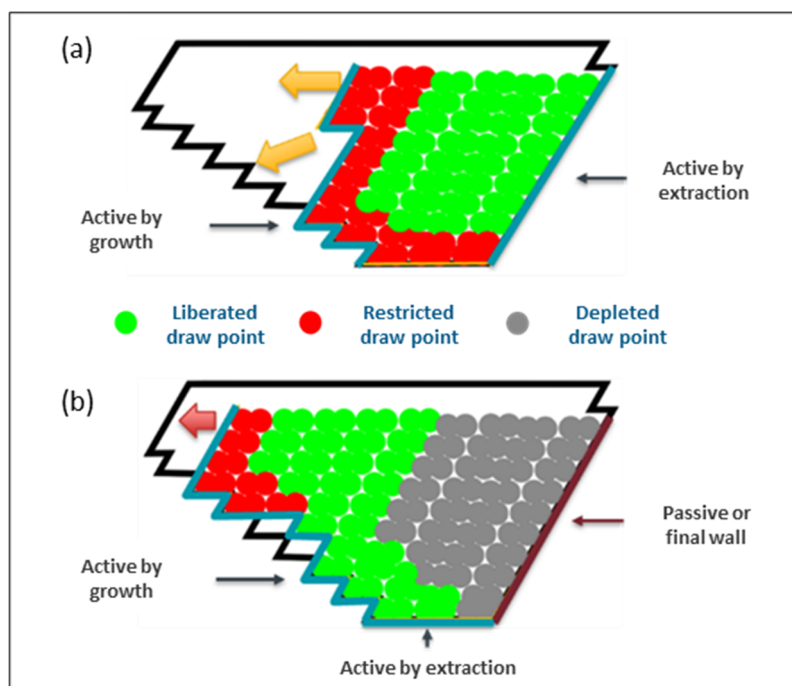 (a)
Active by
extraction
Active by
growth
Liberated
draw point
Restricted
draw point
Depleted
draw point
(b)
Passive or
final wall
Active by
growth
Active by extraction